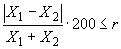 |X₁ − X₂| / (X₁ + X₂) · 200 ≤ r